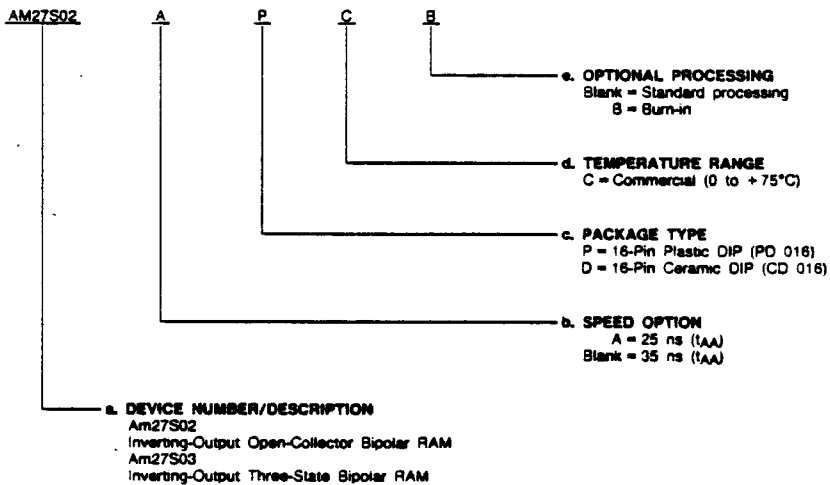 AM27S02 A P C B
e. OPTIONAL PROCESSING
Blank = Standard processing
B = Burn-in
d. TEMPERATURE RANGE
C = Commercial (0 to +75°C)
c. PACKAGE TYPE
P = 16-Pin Plastic DIP (PD 016)
D = 16-Pin Ceramic DIP (CD 016)
b. SPEED OPTION
A = 25 ns (tAA)
Blank = 35 ns (tAA)
a. DEVICE NUMBER/DESCRIPTION
Am27S02
Inverting-Output Open-Collector Bipolar RAM
Am27S03
Inverting-Output Three-State Bipolar RAM